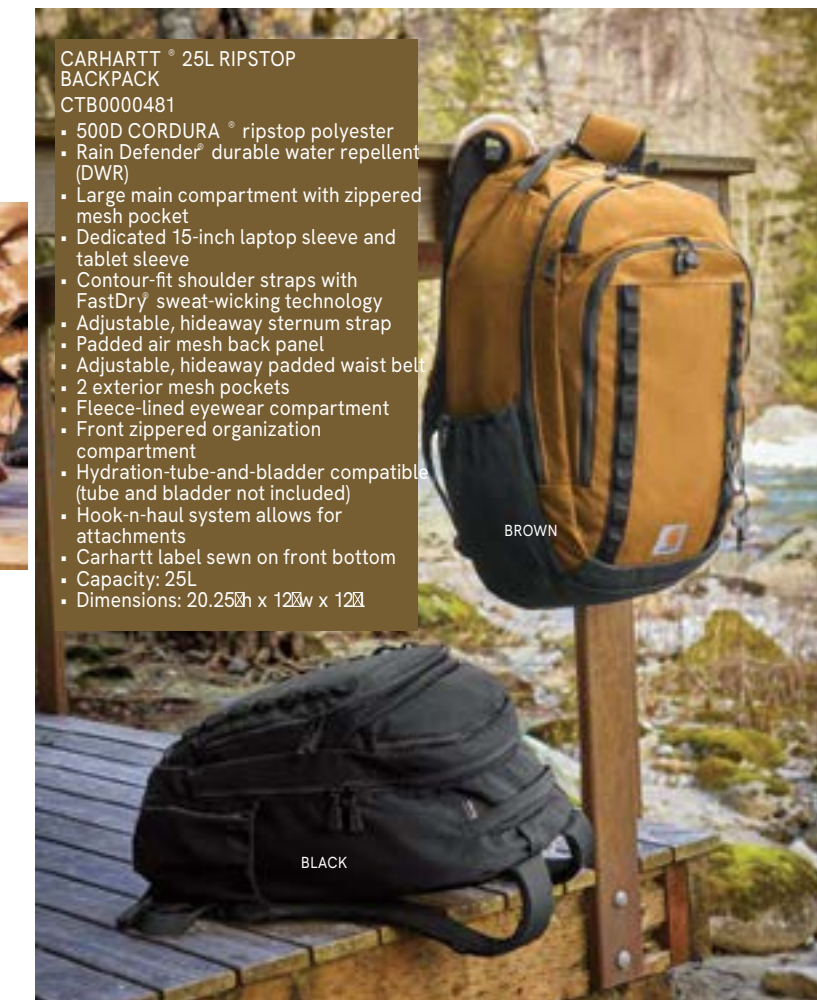 CARHARTT ® 25L RIPSTOP
BACKPACK
CTB0000481
▪ 500D CORDURA ® ripstop polyester
▪ Rain Defender® durable water repellent
(DWR)
▪ Large main compartment with zippered
mesh pocket
▪ Dedicated 15-inch laptop sleeve and
tablet sleeve
▪ Contour-fit shoulder straps with
FastDry® sweat-wicking technology
▪ Adjustable, hideaway sternum strap
▪ Padded air mesh back panel
▪ Adjustable, hideaway padded waist belt
▪ 2 exterior mesh pockets
▪ Fleece-lined eyewear compartment
▪ Front zippered organization
compartment
▪ Hydration-tube-and-bladder compatible
(tube and bladder not included)
▪ Hook-n-haul system allows for
attachments
▪ Carhartt label sewn on front bottom
▪ Capacity: 25L
▪ Dimensions: 20.25 h x 12 w x 12
BROWN
BLACK